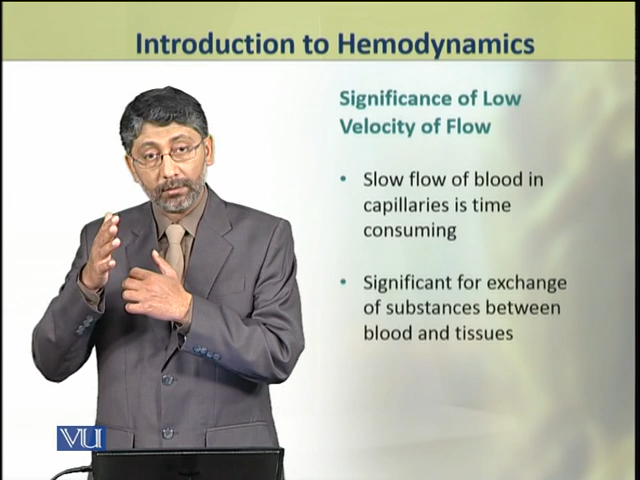 Introduction to Hemodynamics
Significance of Low
Velocity of Flow
• Slow flow of blood in
capillaries is time
consuming
• Significant for exchange
of substances between
blood and tissues
VU